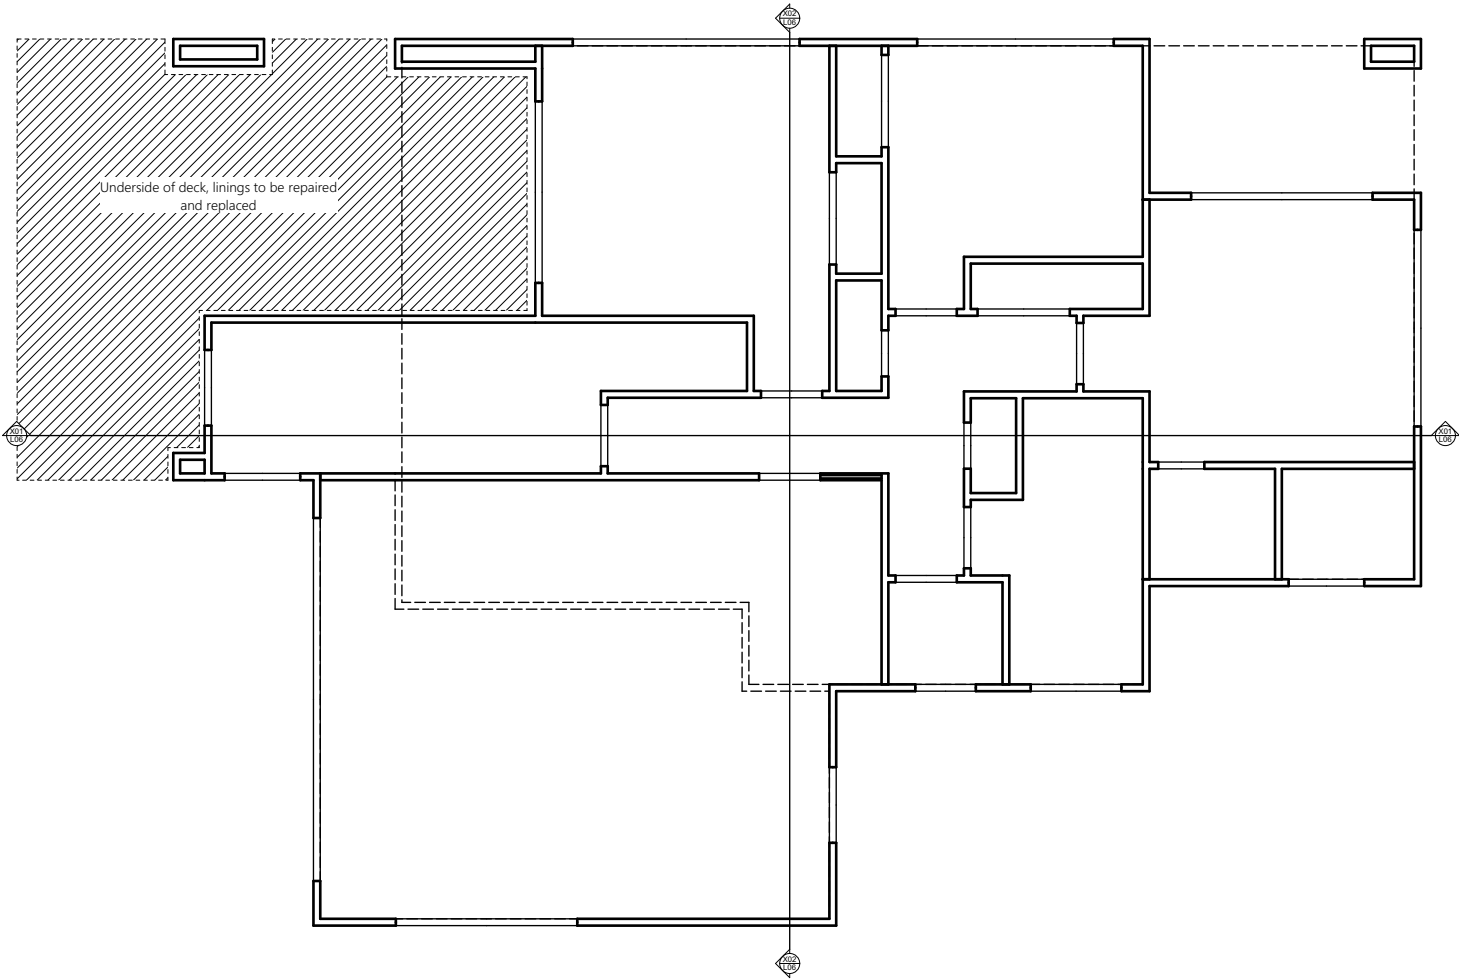 X02
L06
Underside of deck, linings to be repaired
and replaced
X01
L06
X01
L06
X02
L06